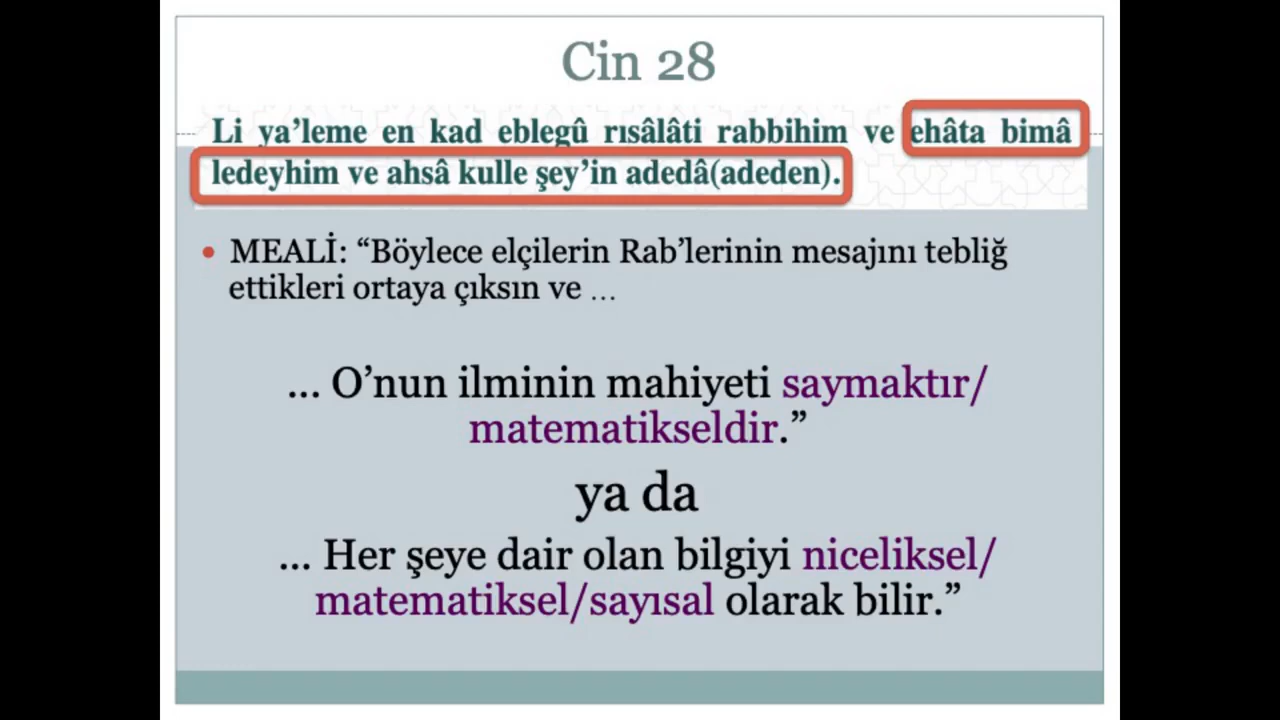 Cin 28
Li ya’leme en kad eblegû rısâlâti rabbihim ve ehâta bimâ
ledeyhim ve ahsâ kulle şey’in adedâ(adeden).
• MEALİ: “Böylece elçilerin Rab’lerinin mesajını tebliğ
ettikleri ortaya çıksın ve …
… O’nun ilminin mahiyeti saymaktır/
matematikseldir.”
ya da
… Her şeye dair olan bilgiyi niceliksel/
matematiksel/sayısal olarak bilir.”